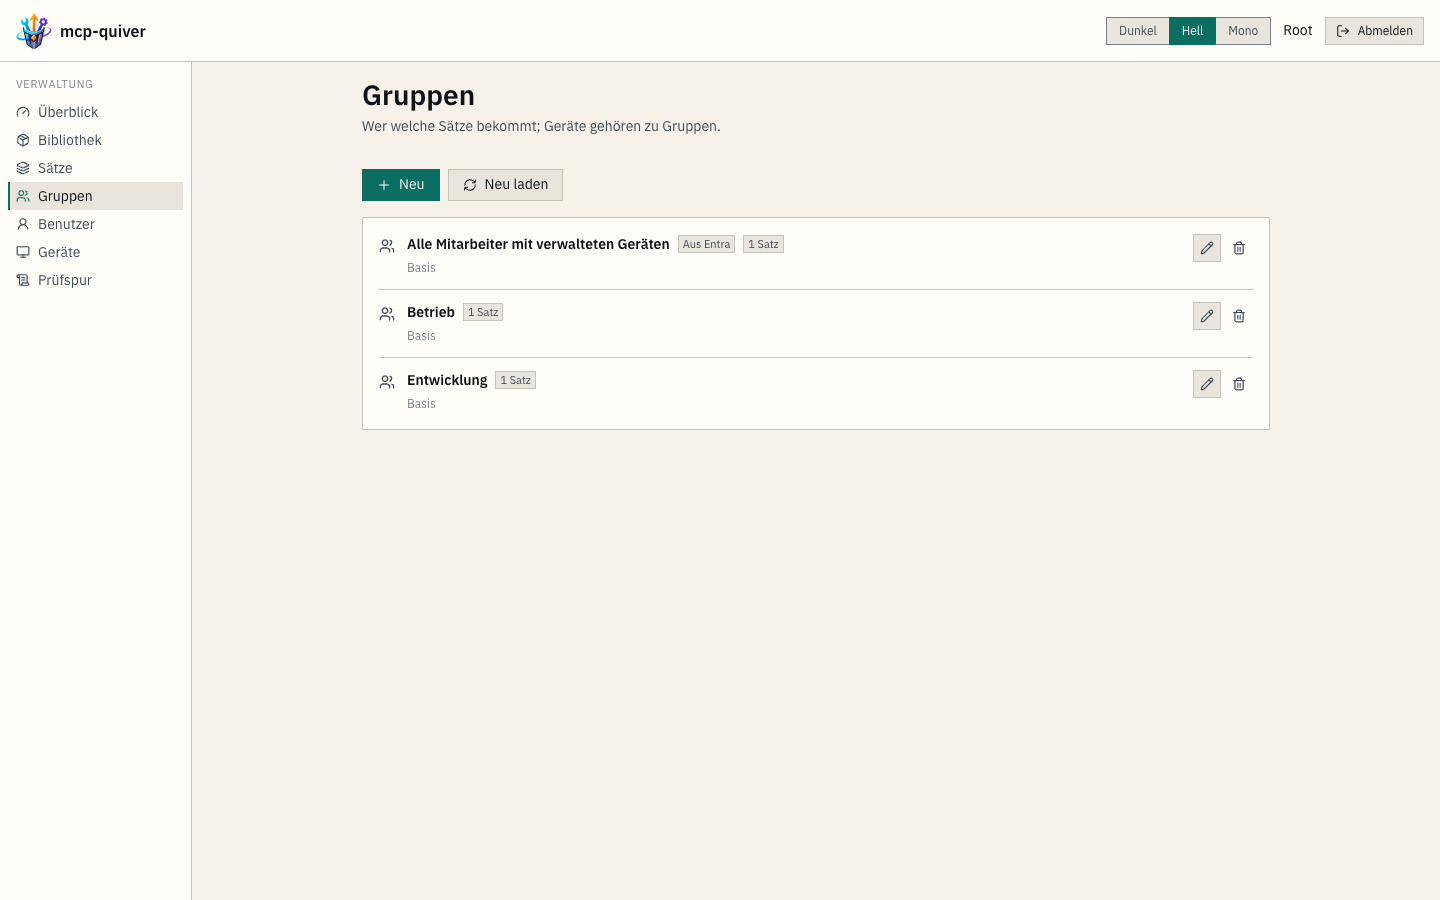 mcp-quiver
Dunkel Hell Mono Root Abmelden
VERWALTUNG
Überblick
Bibliothek
Sätze
Gruppen
Benutzer
Geräte
Prüfspur
Gruppen
Wer welche Sätze bekommt; Geräte gehören zu Gruppen.
Neu Neu laden
Alle Mitarbeiter mit verwalteten Geräten Aus Entra 1 Satz
Basis
Betrieb 1 Satz
Basis
Entwicklung 1 Satz
Basis